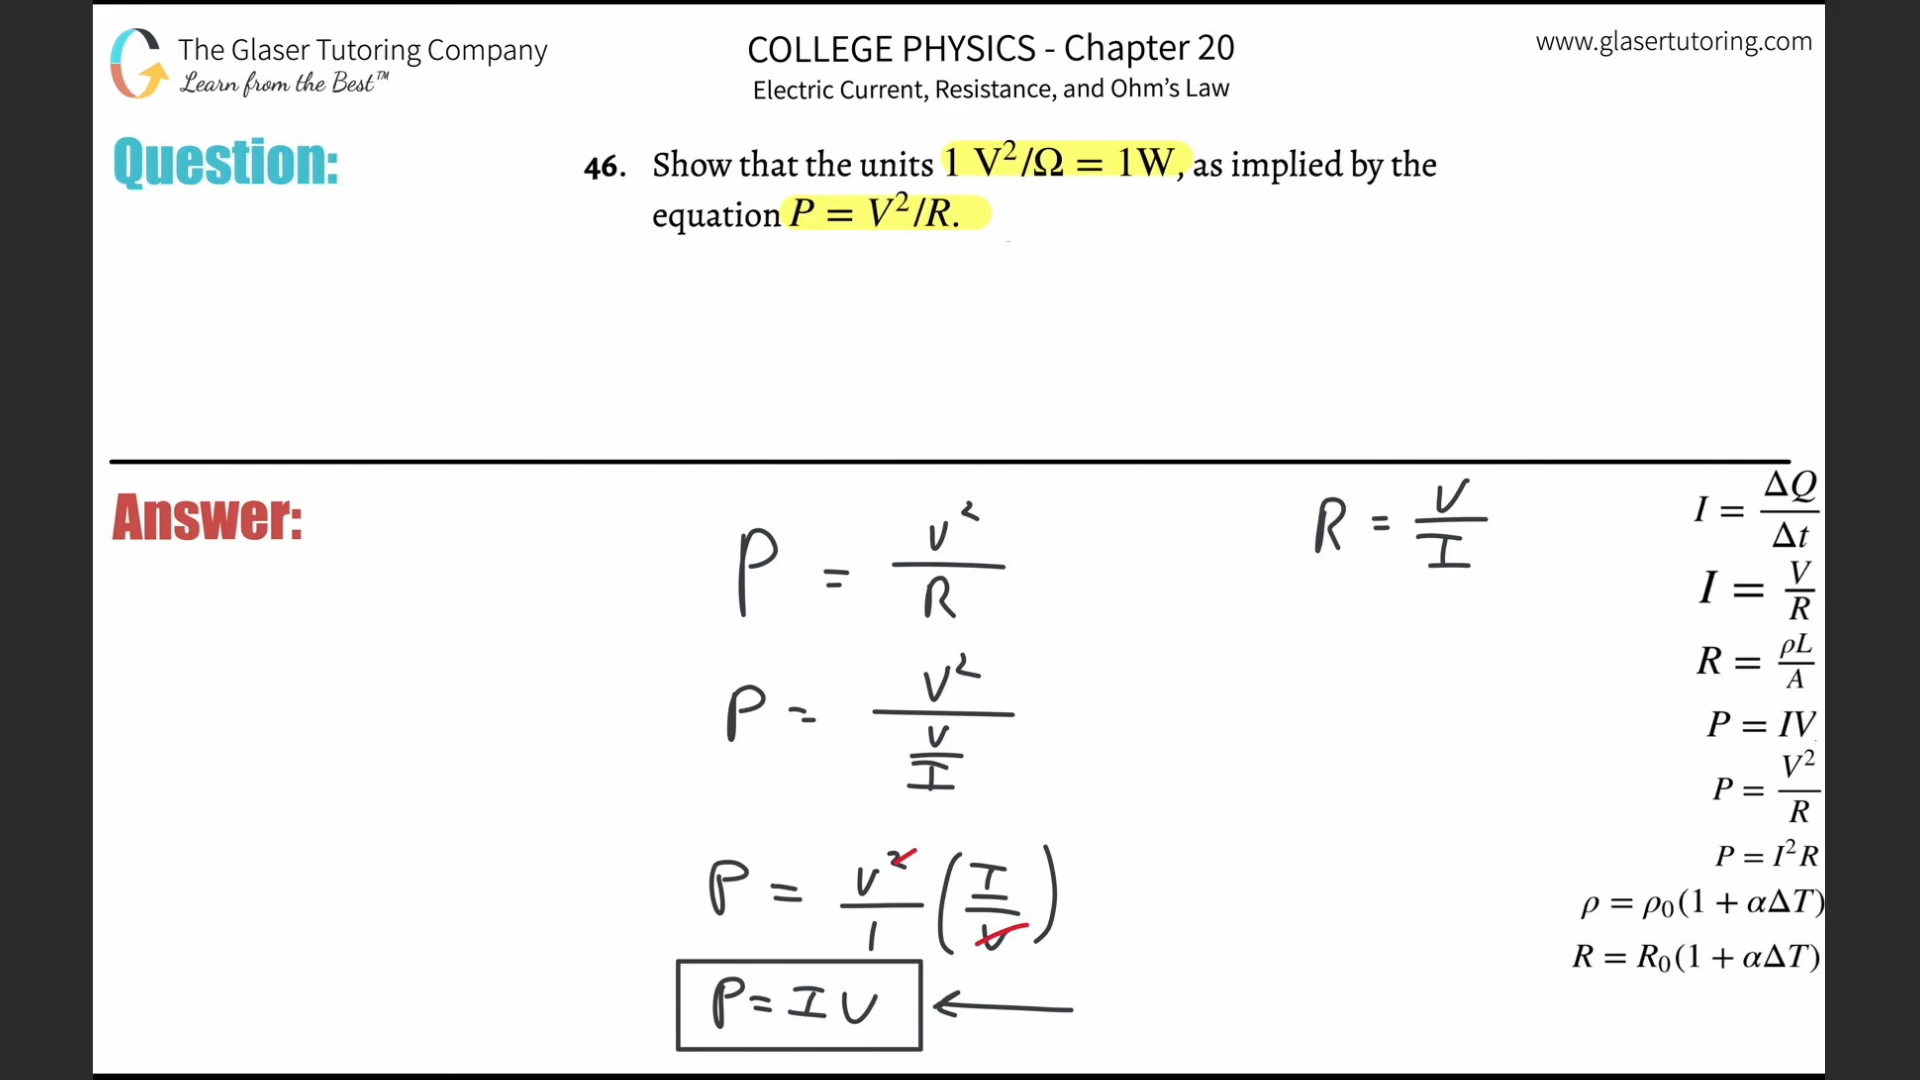 The Glaser Tutoring Company
Learn from the Best™
COLLEGE PHYSICS - Chapter 20
Electric Current, Resistance, and Ohm's Law
www.glasertutoring.com
Question:
46. Show that the units 1 V²/Ω = 1W, as implied by the
equation P = V²/R.
Answer:
P = V²/R
P = V²/(V/I)
P = V²/1 (I/V)
P = IV
R = V/I
I = ΔQ/Δt
I = V/R
R = ρL/A
P = IV
P = V²/R
P = I²R
ρ = ρ₀(1 + αΔT)
R = R₀(1 + αΔT)